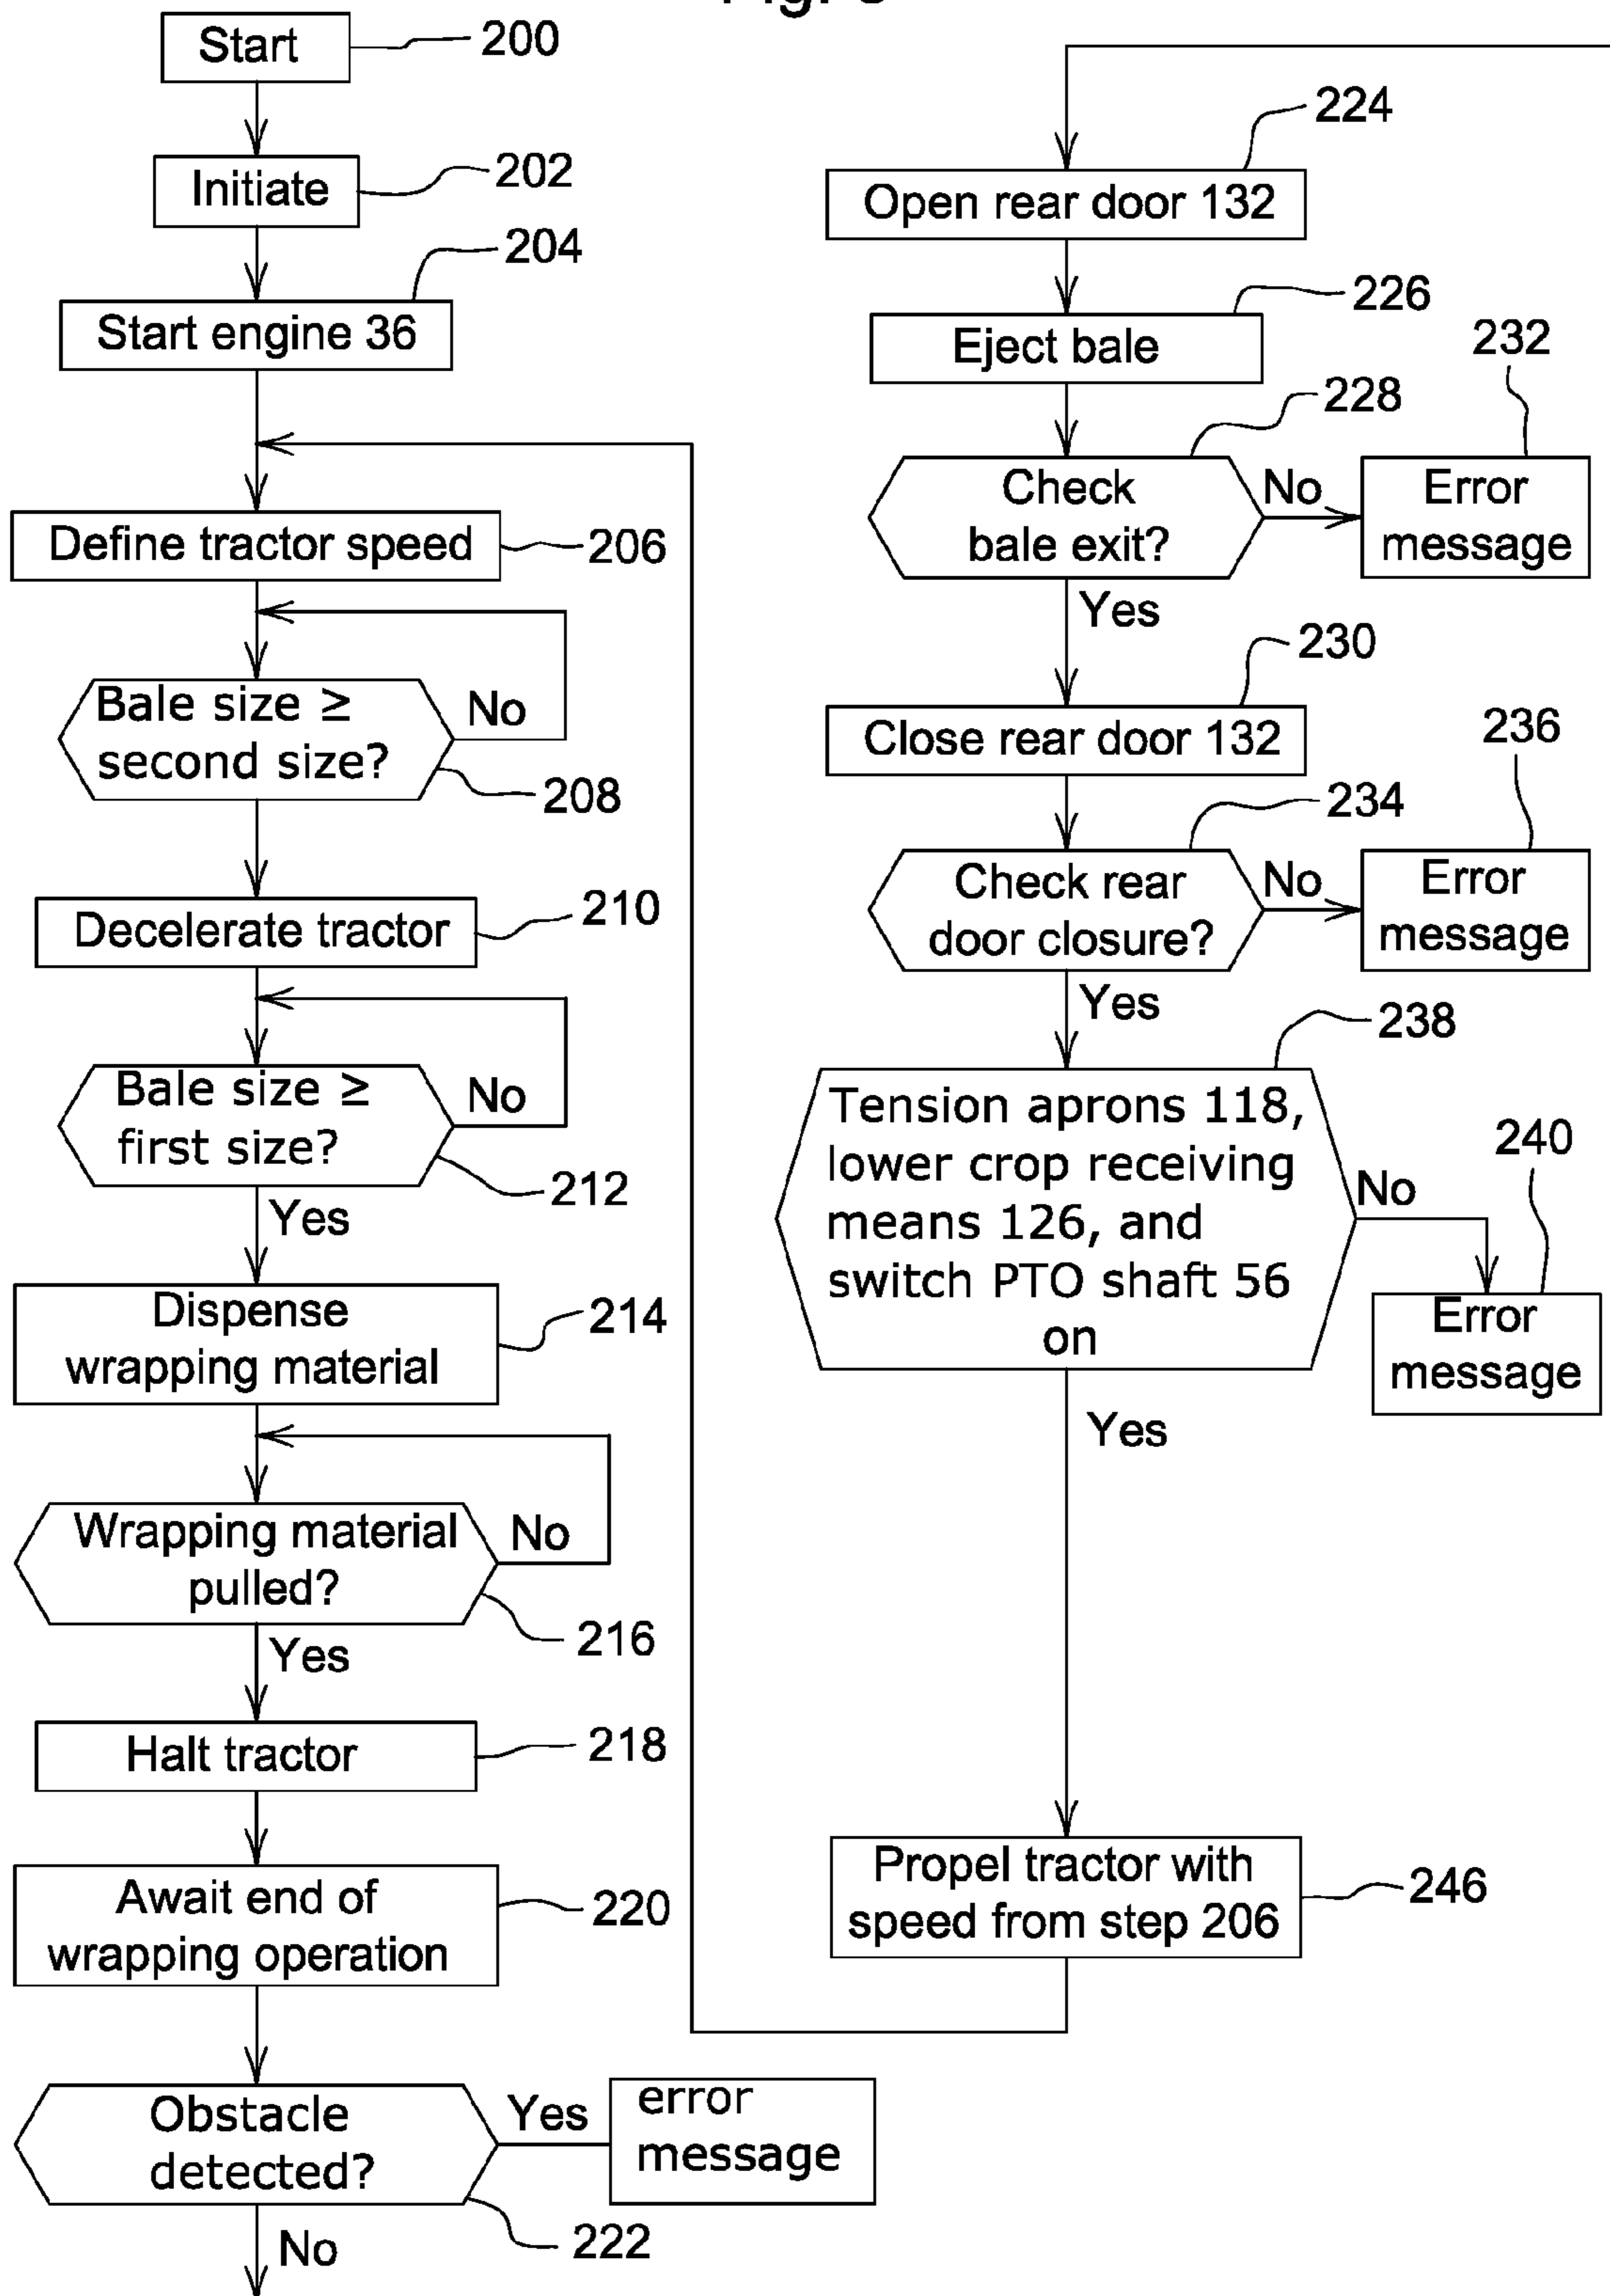 Start
200
Initiate
202
204
Start engine 36
Define tractor speed
206
Bale size ≥
second size?
No
208
Decelerate tractor
210
Bale size ≥
first size?
No
212
Yes
Dispense
wrapping material
214
Wrapping material
pulled?
No
216
Yes
Halt tractor
218
Await end of
wrapping operation
220
Obstacle
detected?
Yes
error
message
222
No
224
Open rear door 132
226
Eject bale
228
Check
bale exit?
No
232
Error
message
Yes
230
Close rear door 132
234
Check rear
door closure?
No
236
Error
message
Yes
238
Tension aprons 118,
lower crop receiving
means 126, and
switch PTO shaft 56
on
No
240
Error
message
Yes
Propel tractor with
speed from step 206
246